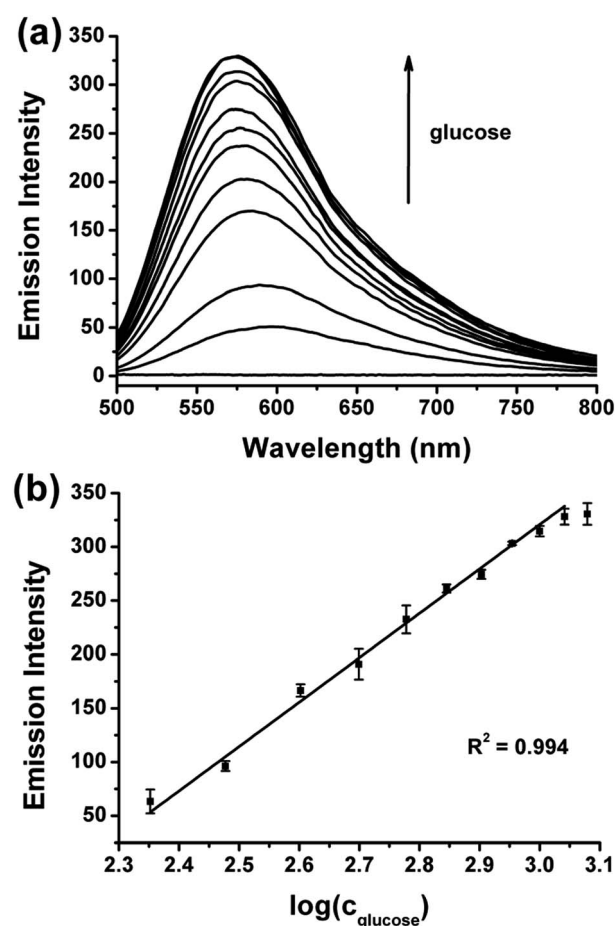 (a)
350
300
250
200
150
100
50
0
Emission Intensity
glucose
500 550 600 650 700 750 800
Wavelength (nm)
(b)
350
300
250
200
150
100
50
Emission Intensity
R² = 0.994
2.3 2.4 2.5 2.6 2.7 2.8 2.9 3.0 3.1
log(c_glucose)